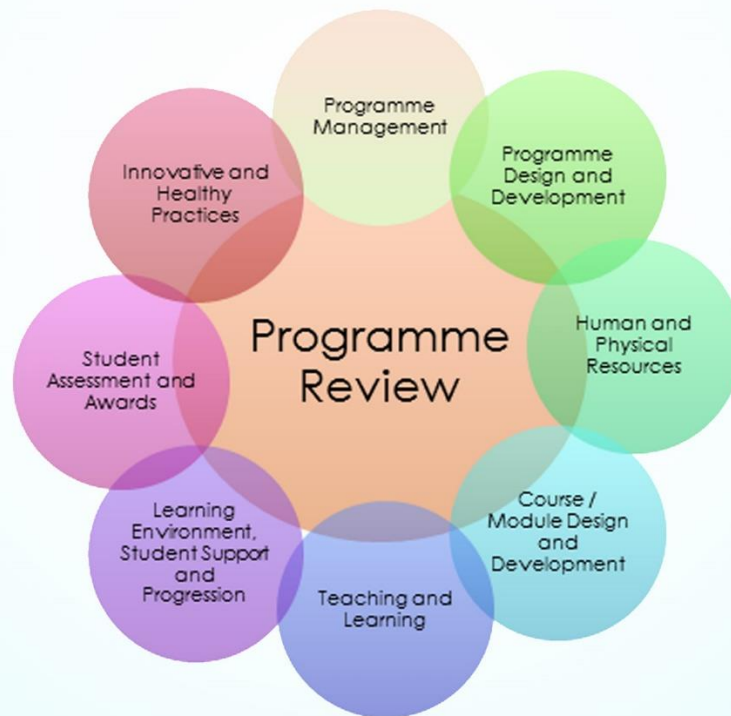 Programme
Management
Programme
Design and
Development
Human and
Physical
Resources
Course /
Module Design
and
Development
Teaching and
Learning
Learning
Environment,
Student Support
and
Progression
Student
Assessment and
Awards
Innovative and
Healthy
Practices
Programme
Review